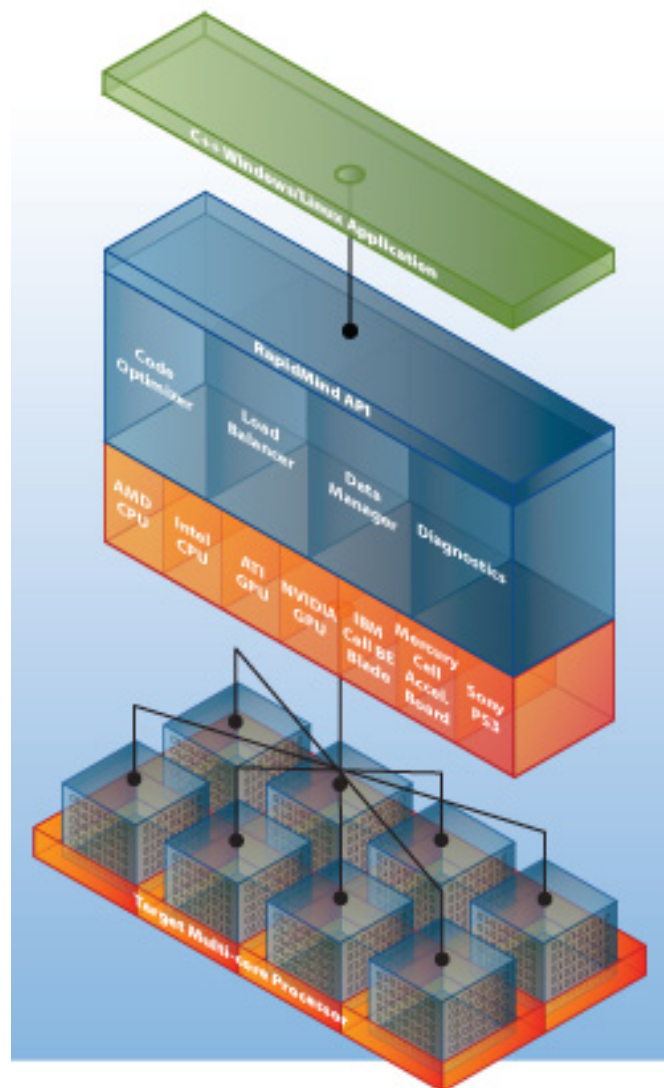 C++ Windows/Linux Application
RapidMind API
Code
Optimizer
Load
Balancer
Data
Manager
Diagnostics
AMD
CPU
Intel
CPU
ATI
GPU
NVIDIA
GPU
IBM
Cell BE
Blade
Mercury
Cell
Accel.
Board
Sony
PS3
Target Multi-core Processor